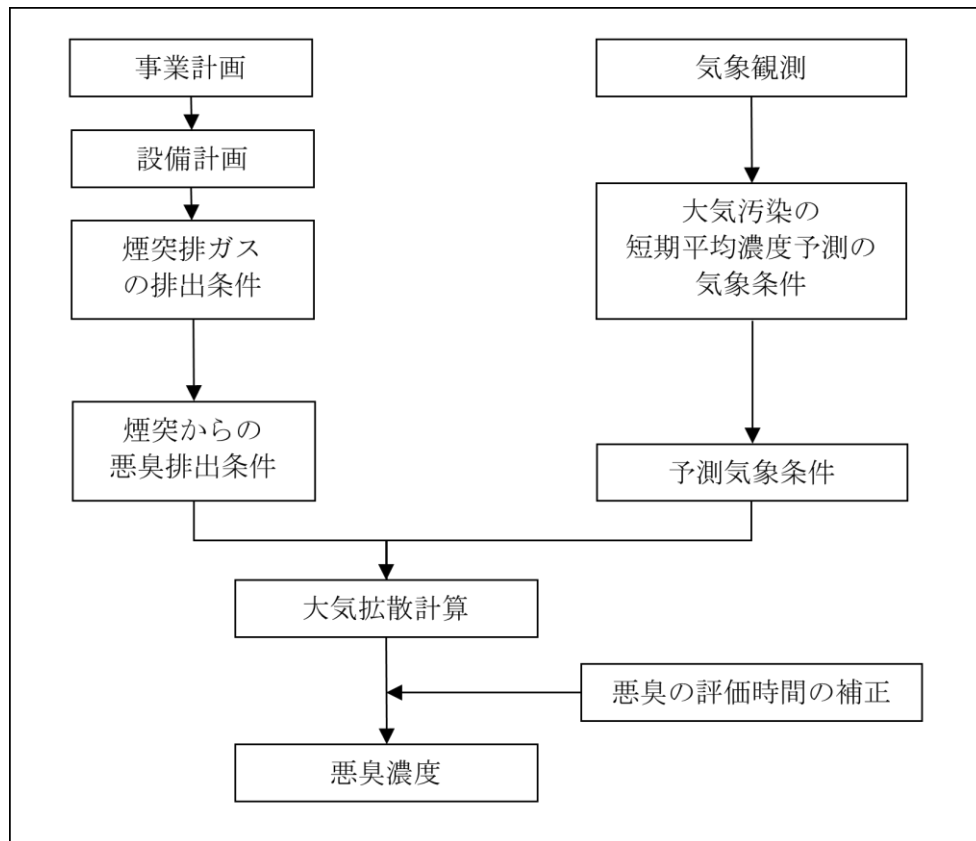 事業計画
設備計画
煙突排ガス
の排出条件
煙突からの
悪臭排出条件
気象観測
大気汚染の
短期平均濃度予測の
気象条件
予測気象条件
大気拡散計算
悪臭の評価時間の補正
悪臭濃度